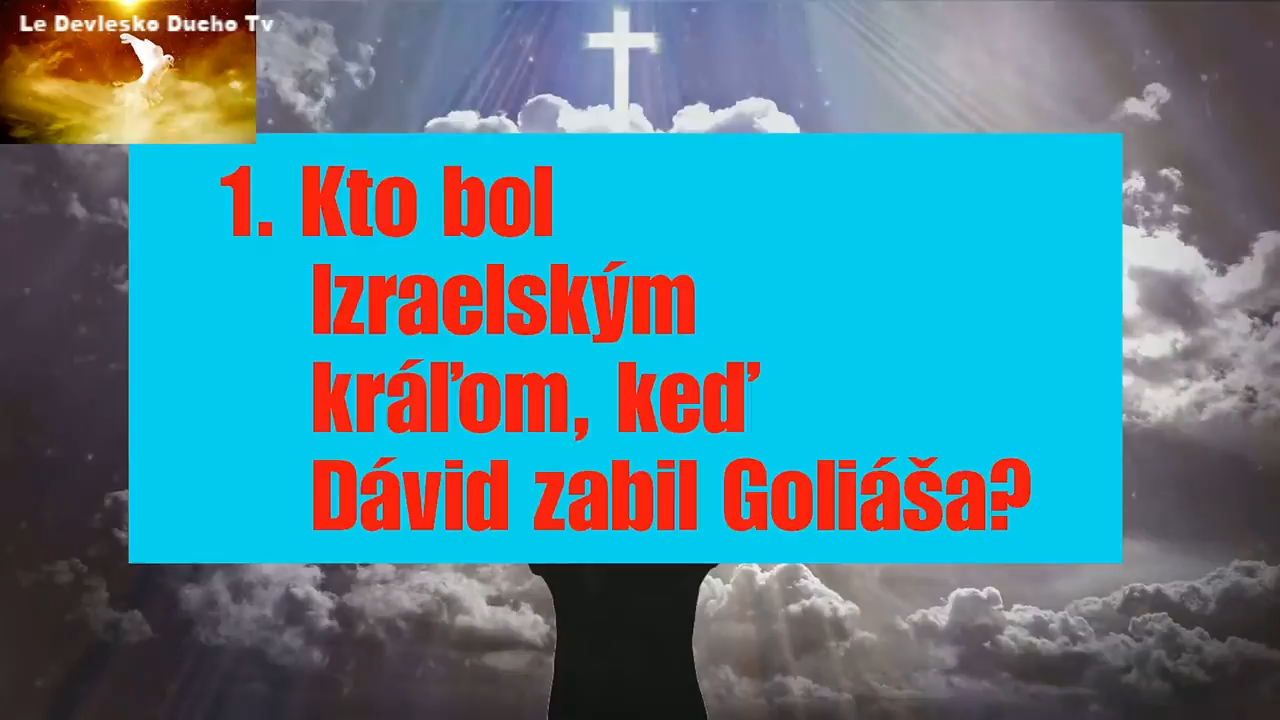 Le Devlesko Ducho Tv
1. Kto bol
Izraelským
kráľom, keď
Dávid zabil Goliáša?